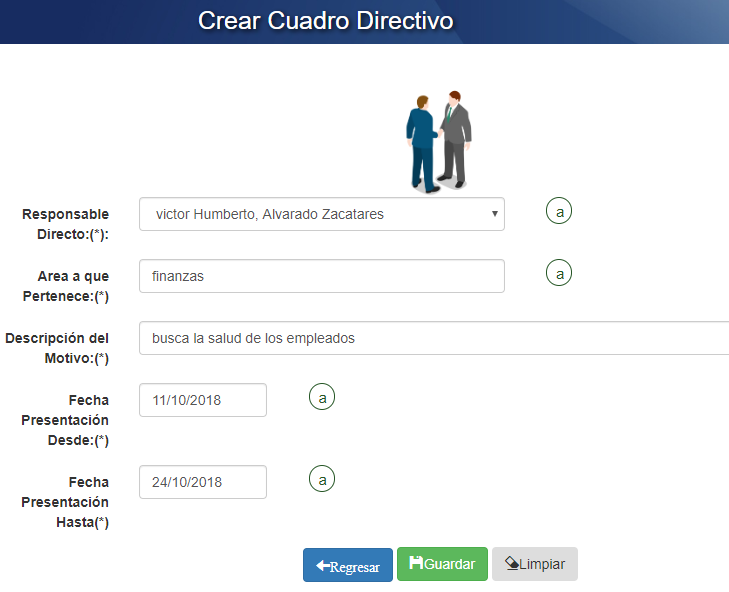 Crear Cuadro Directivo
Responsable victor Humberto, Alvarado Zacatares a
Directo:(*):
Area a que finanzas a
Pertenece:(*)
Descripción del busca la salud de los empleados
Motivo:(*)
Fecha 11/10/2018 a
Presentación
Desde:(*)
Fecha 24/10/2018 a
Presentación
Hasta(*)
Regresar Guardar Limpiar